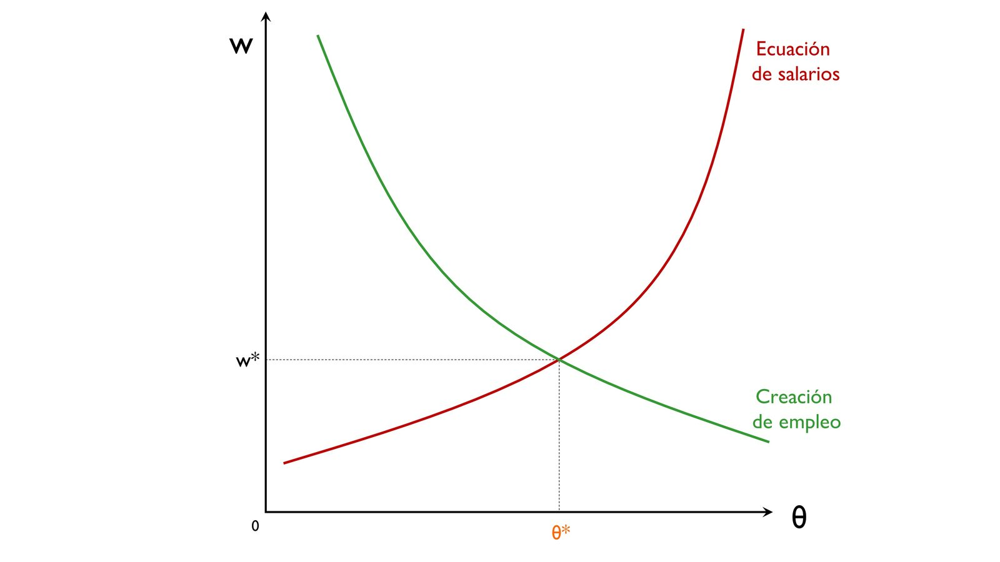 w
Ecuación
de salarios
w*
Creación
de empleo
0
θ*
θ